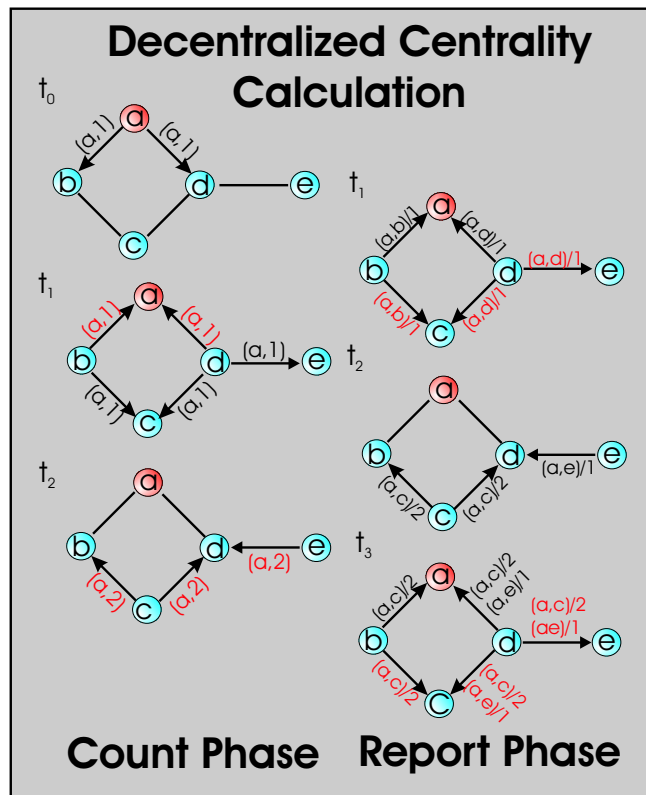 Decentralized Centrality
Calculation
t0
a
(a,1)
(a,1)
b
d
e
c
t1
a
(a,1)
(a,1)
b
d
(a,1)
e
(a,1)
(a,1)
c
t2
a
b
d
e
(a,2)
(a,2)
(a,2)
c
Count Phase
t1
a
(a,b)/1
(a,d)/1
b
d
(a,d)/1
e
(a,b)/1
(a,d)/1
c
t2
a
b
d
e
(a,c)/2
(a,c)/2
(a,e)/1
c
t3
a
(a,c)/2
(a,c)/2
(a,e)/1
(a,c)/2
(ae)/1
b
d
e
(a,c)/2
(a,c)/2
(a,e)/1
C
Report Phase